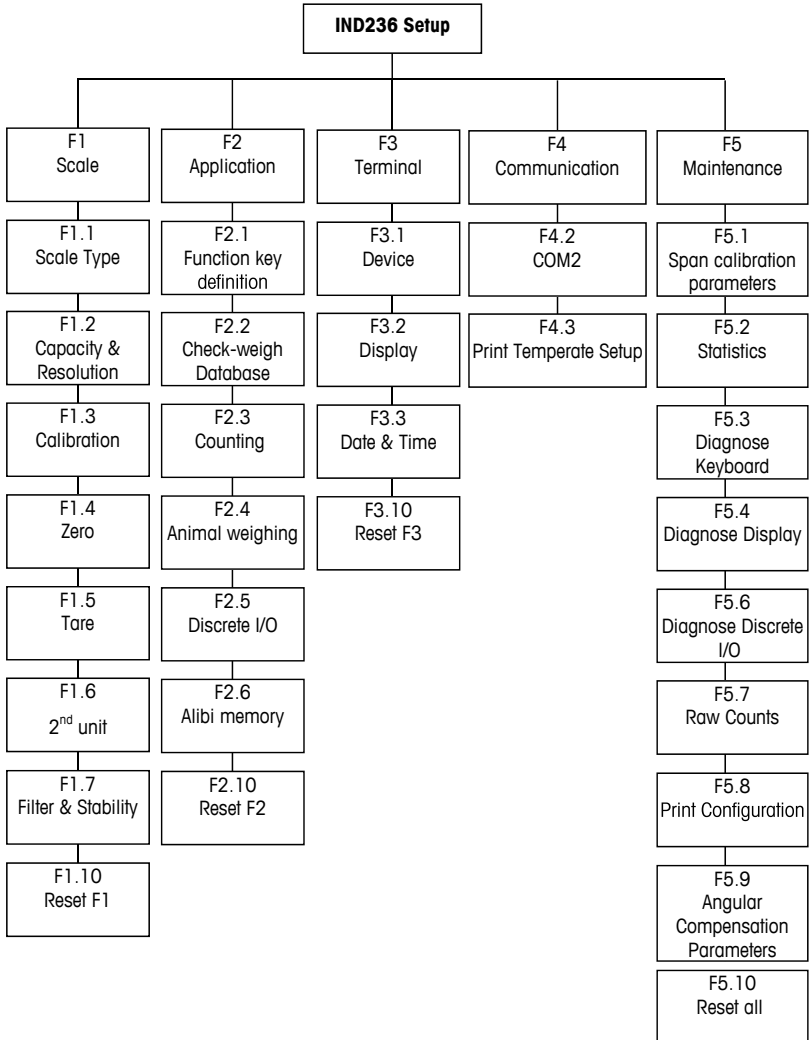 IND236 Setup
F1
Scale
F1.1
Scale Type
F1.2
Capacity &
Resolution
F1.3
Calibration
F1.4
Zero
F1.5
Tare
F1.6
2nd unit
F1.7
Filter & Stability
F1.10
Reset F1
F2
Application
F2.1
Function key
definition
F2.2
Check-weigh
Database
F2.3
Counting
F2.4
Animal weighing
F2.5
Discrete I/O
F2.6
Alibi memory
F2.10
Reset F2
F3
Terminal
F3.1
Device
F3.2
Display
F3.3
Date & Time
F3.10
Reset F3
F4
Communication
F4.2
COM2
F4.3
Print Temperate Setup
F5
Maintenance
F5.1
Span calibration
parameters
F5.2
Statistics
F5.3
Diagnose
Keyboard
F5.4
Diagnose Display
F5.6
Diagnose Discrete
I/O
F5.7
Raw Counts
F5.8
Print Configuration
F5.9
Angular
Compensation
Parameters
F5.10
Reset all